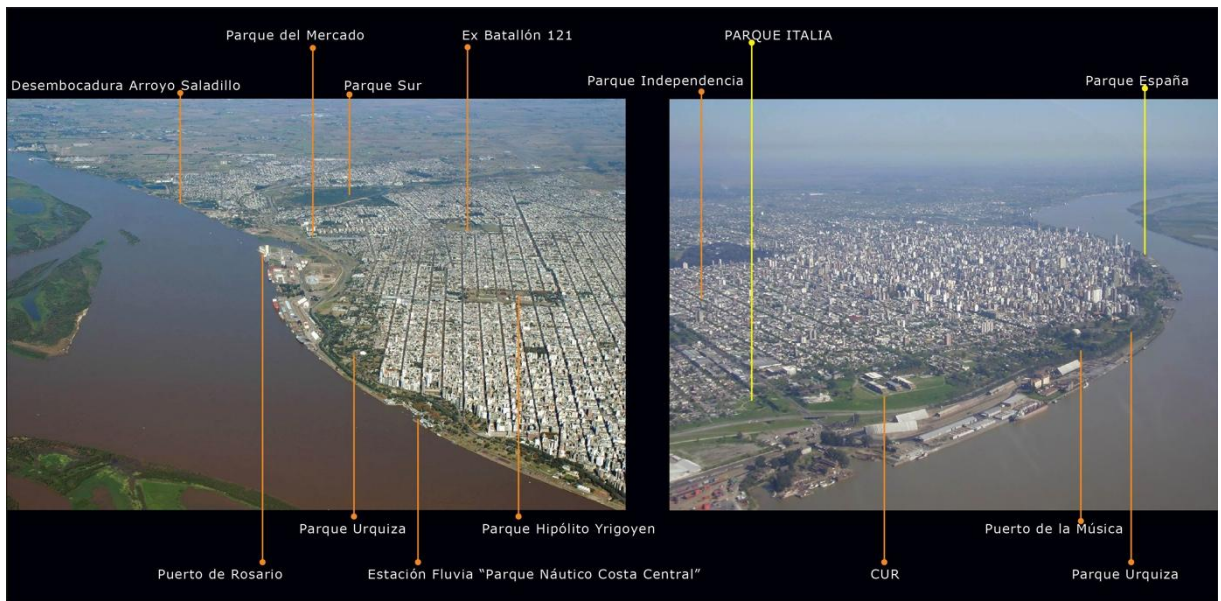 Parque del Mercado
Ex Batallón 121
PARQUE ITALIA
Desembocadura Arroyo Saladillo
Parque Sur
Parque Independencia
Parque España
Parque Urquiza
Parque Hipólito Yrigoyen
Puerto de la Música
Puerto de Rosario
Estación Fluvia “Parque Náutico Costa Central”
CUR
Parque Urquiza